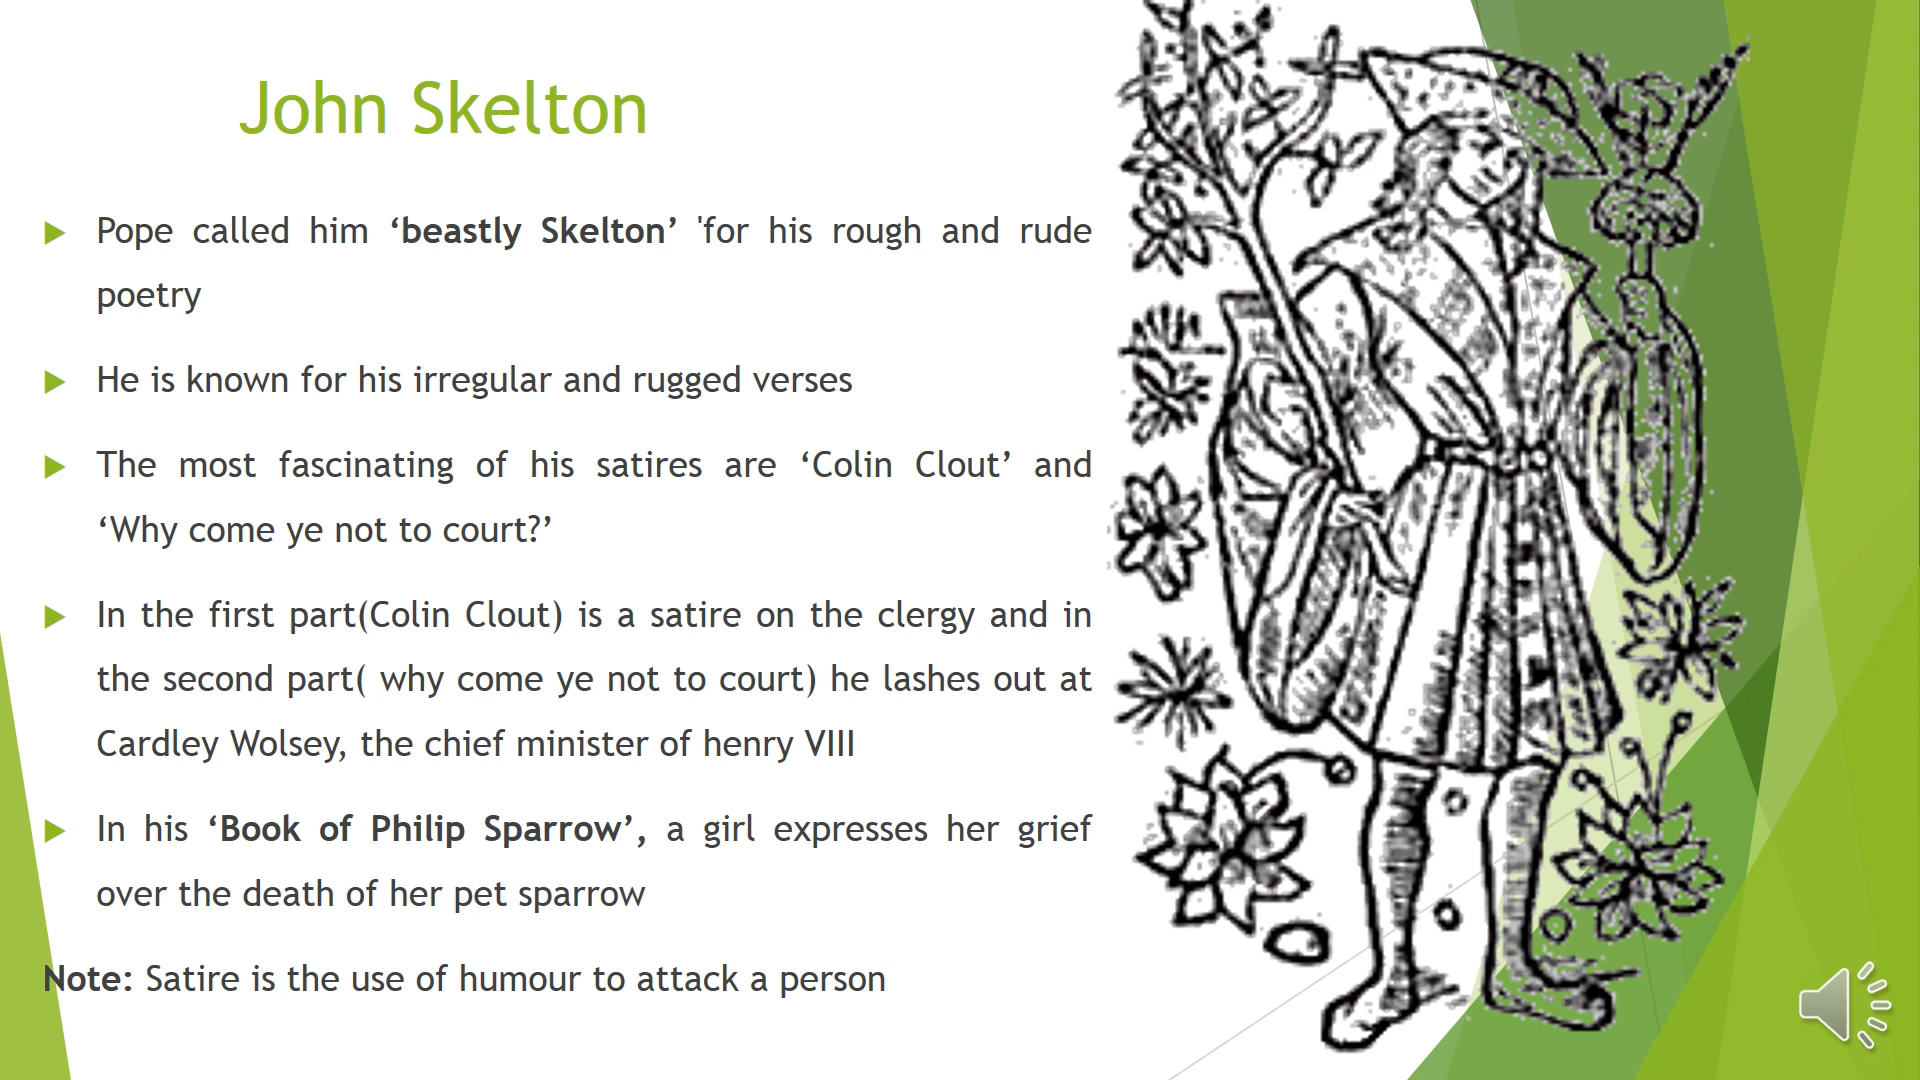 John Skelton
Pope called him ‘beastly Skelton’ 'for his rough and rude
poetry
He is known for his irregular and rugged verses
The most fascinating of his satires are ‘Colin Clout’ and
‘Why come ye not to court?’
In the first part(Colin Clout) is a satire on the clergy and in
the second part( why come ye not to court) he lashes out at
Cardley Wolsey, the chief minister of henry VIII
In his ‘Book of Philip Sparrow’, a girl expresses her grief
over the death of her pet sparrow
Note: Satire is the use of humour to attack a person